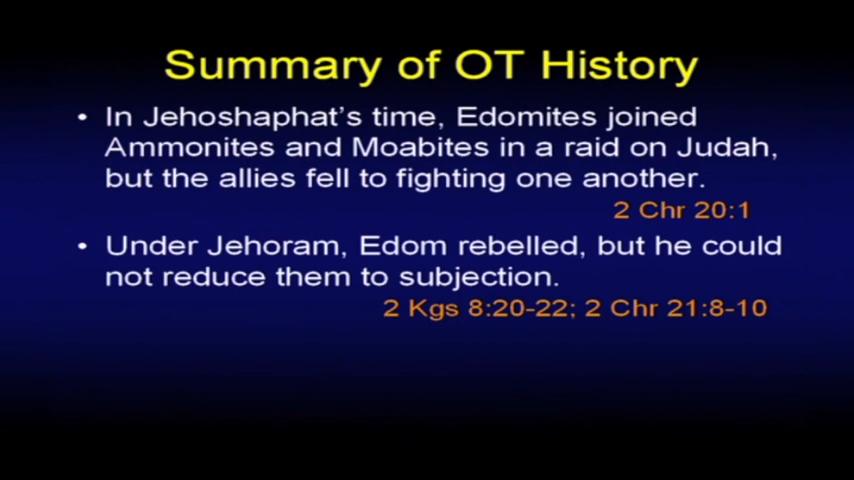 Summary of OT History
• In Jehoshaphat's time, Edomites joined
Ammonites and Moabites in a raid on Judah,
but the allies fell to fighting one another.
2 Chr 20:1
• Under Jehoram, Edom rebelled, but he could
not reduce them to subjection.
2 Kgs 8:20-22; 2 Chr 21:8-10